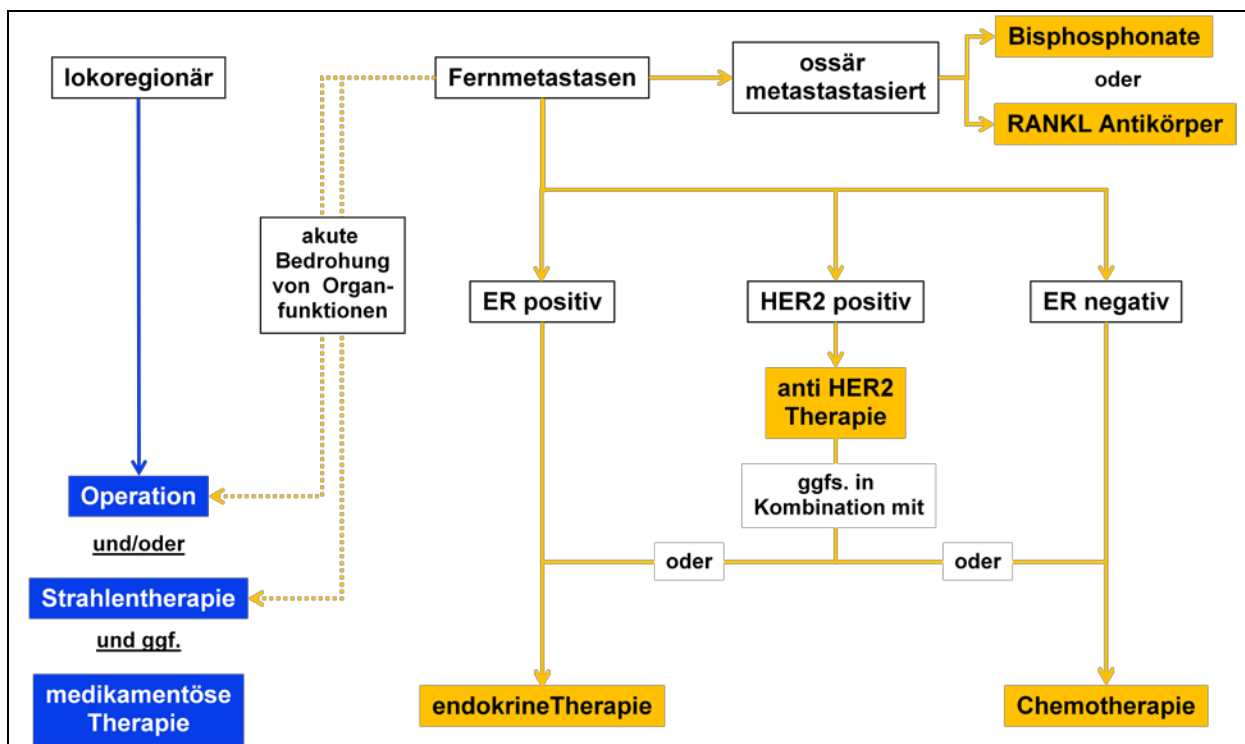 lokoregionär
Fernmetastasen
ossär
metastastasiert
Bisphosphonate
oder
RANKL Antikörper
akute
Bedrohung
von Organ-
funktionen
ER positiv
HER2 positiv
ER negativ
anti HER2
Therapie
ggfs. in
Kombination mit
oder
oder
Operation
und/oder
Strahlentherapie
und ggf.
medikamentöse
Therapie
endokrineTherapie
Chemotherapie